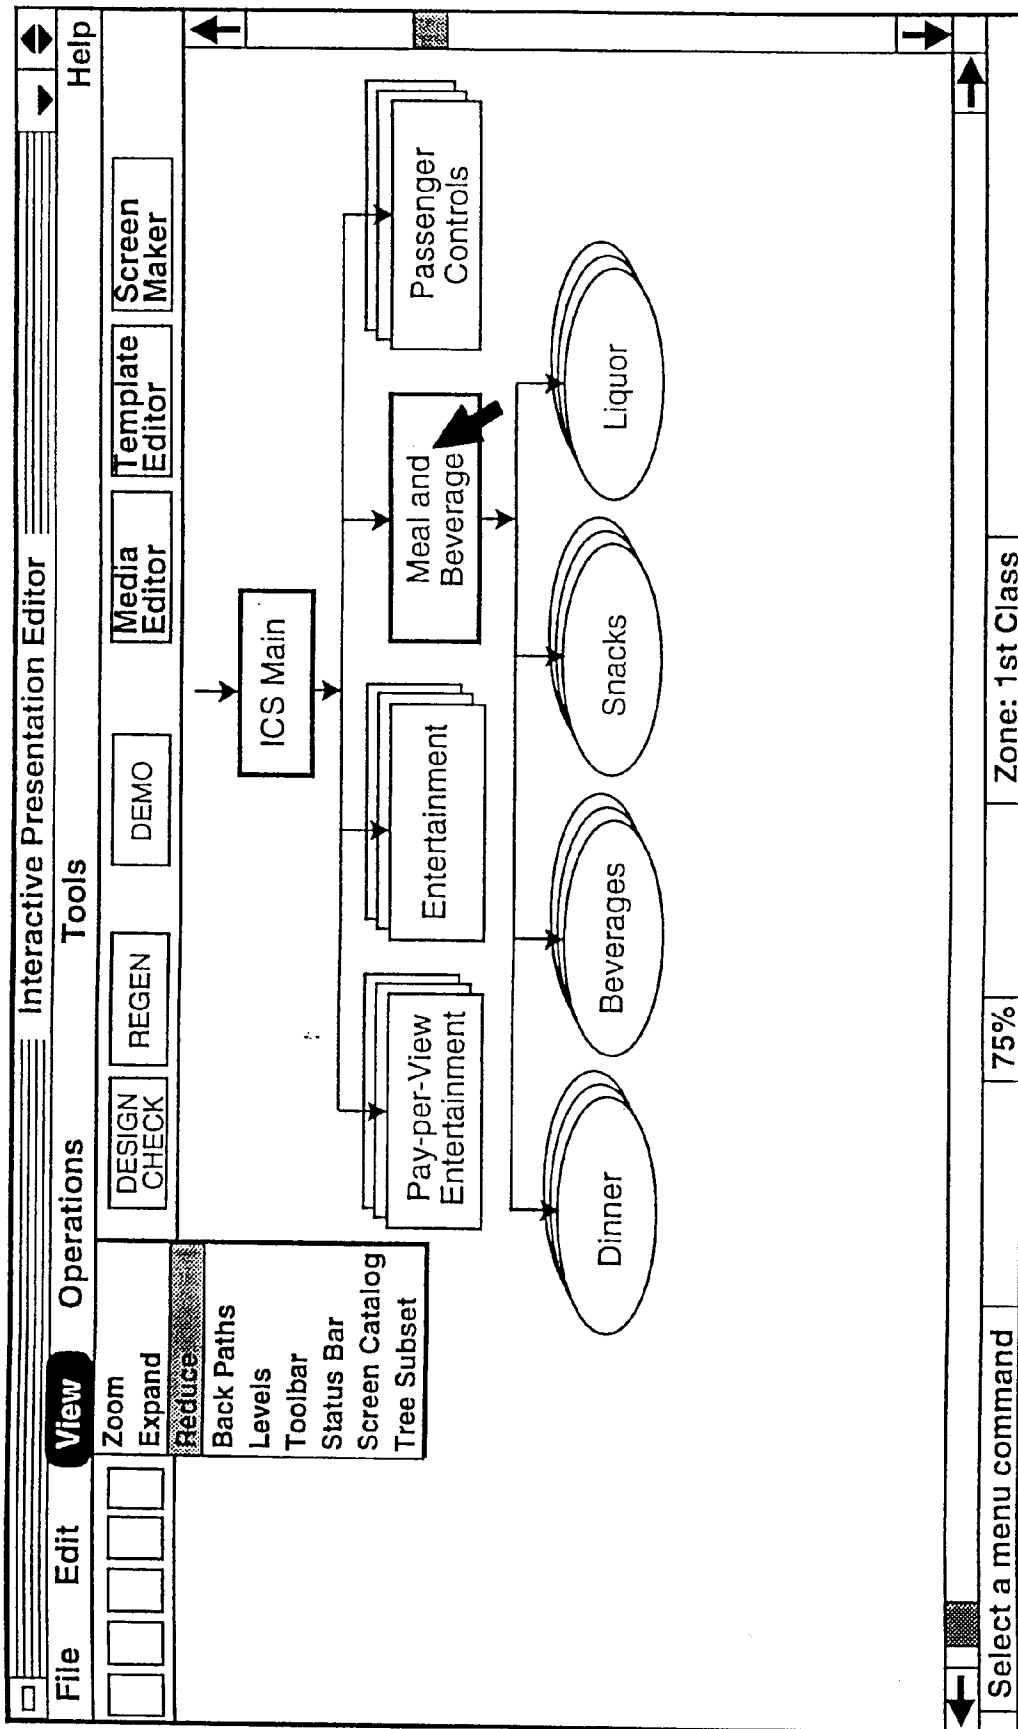 Interactive Presentation Editor
File Edit View Operations Tools Help
DESIGN
CHECK
REGEN
DEMO
Media
Editor
Template
Editor
Screen
Maker
Zoom
Expand
Reduce
Back Paths
Levels
Toolbar
Status Bar
Screen Catalog
Tree Subset
ICS Main
Pay-per-View
Entertainment
Entertainment
Meal and
Beverage
Passenger
Controls
Dinner
Beverages
Snacks
Liquor
Select a menu command 75% Zone: 1st Class